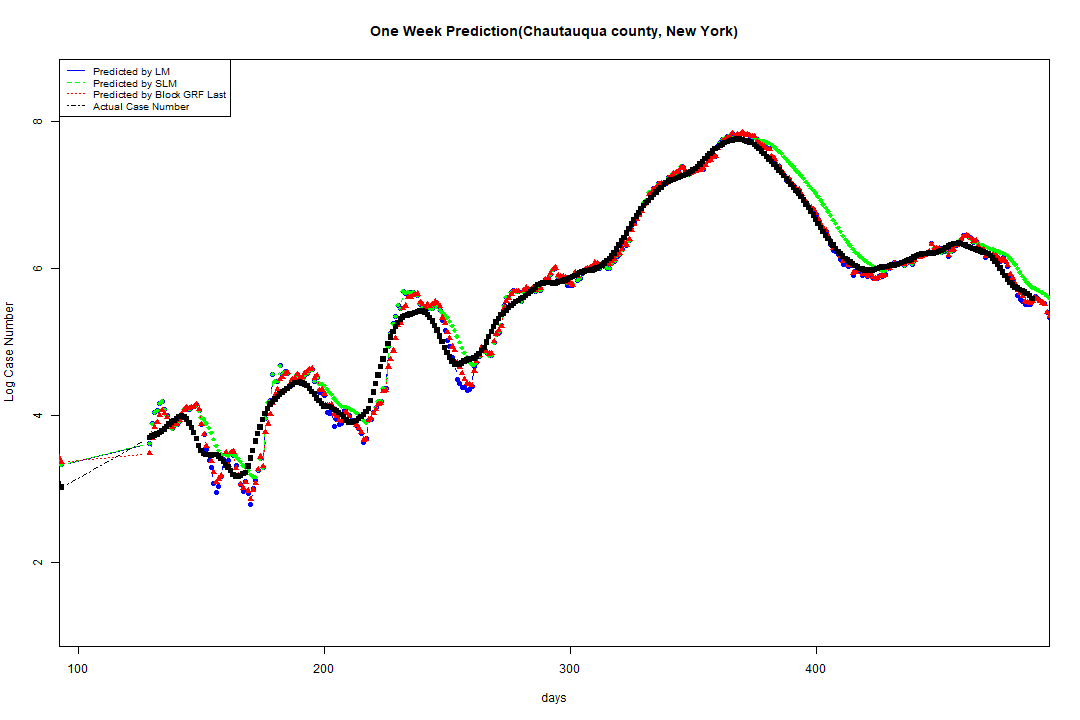 One Week Prediction(Chautauqua county, New York)
Predicted by LM
Predicted by SLM
Predicted by Block GRF Last
Actual Case Number
8
6
4
2
Log Case Number
100 200 300 400
days